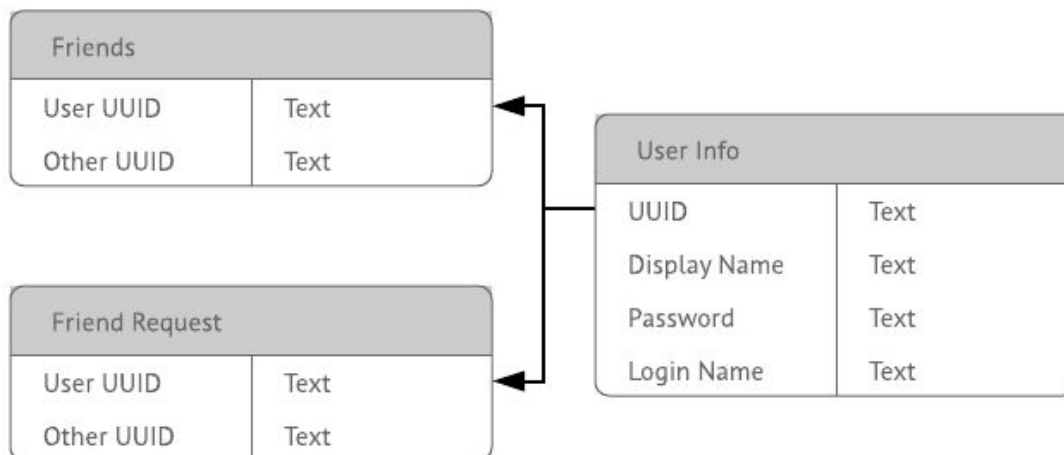 Friends
User UUID Text
Other UUID Text
User Info
UUID Text
Display Name Text
Password Text
Login Name Text
Friend Request
User UUID Text
Other UUID Text